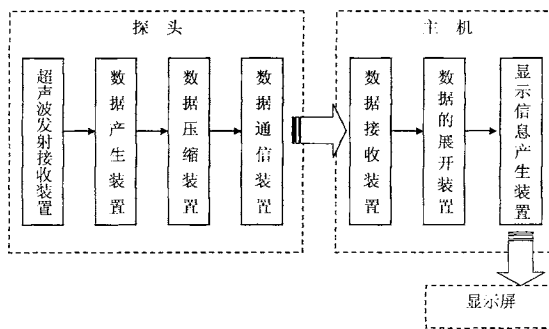 探头
主机
超声波发射接收装置
数据产生装置
数据压缩装置
数据通信装置
数据接收装置
数据的展开装置
显示信息产生装置
显示屏